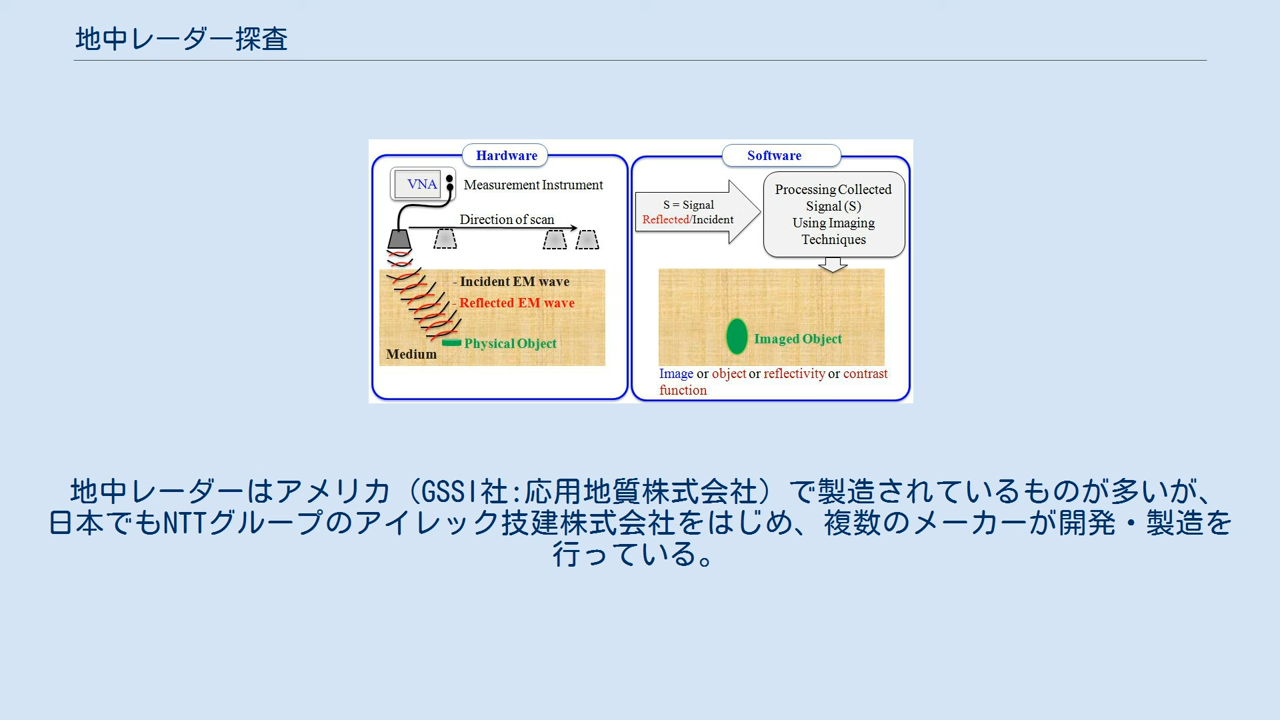 地中レーダー探査
Hardware
VNA
Measurement Instrument
Direction of scan
- Incident EM wave
- Reflected EM wave
Physical Object
Medium
Software
S = Signal
Reflected/Incident
Processing Collected
Signal (S)
Using Imaging
Techniques
Imaged Object
Image or object or reflectivity or contrast
function
地中レーダーはアメリカ（GSSI社:応用地質株式会社）で製造されているものが多いが、
日本でもNTTグループのアイレック技建株式会社をはじめ、複数のメーカーが開発・製造を
行っている。